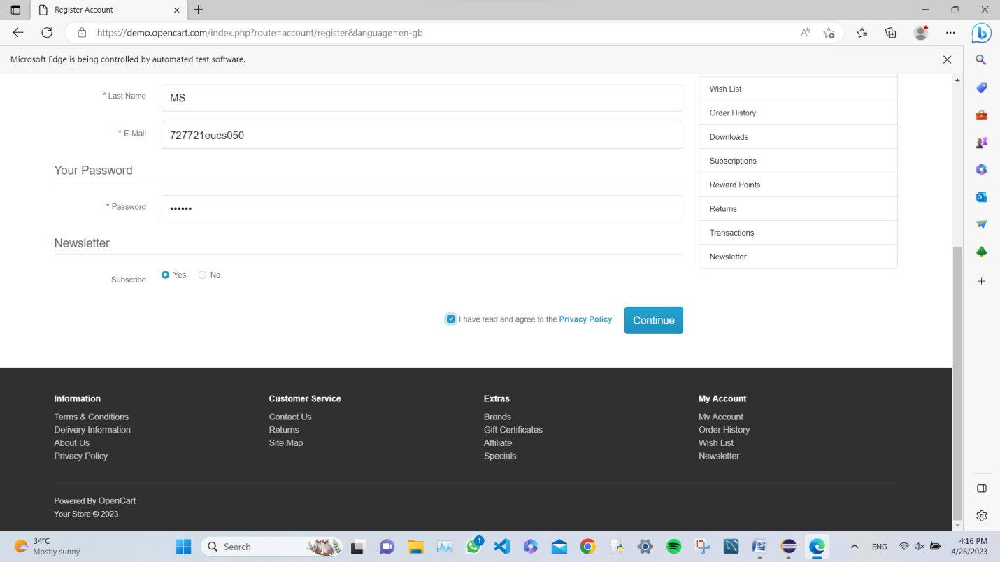 Register Account
https://demo.opencart.com/index.php?route=account/register&language=en-gb
Microsoft Edge is being controlled by automated test software.
* Last Name
MS
* E-Mail
727721eucs050
Your Password
* Password
••••••
Newsletter
Subscribe
Yes
No
I have read and agree to the Privacy Policy
Continue
Wish List
Order History
Downloads
Subscriptions
Reward Points
Returns
Transactions
Newsletter
Information
Terms & Conditions
Delivery Information
About Us
Privacy Policy
Customer Service
Contact Us
Returns
Site Map
Extras
Brands
Gift Certificates
Affiliate
Specials
My Account
My Account
Order History
Wish List
Newsletter
Powered By OpenCart
Your Store © 2023
34°C
Mostly sunny
Search
1
ENG
4:16 PM
4/26/2023